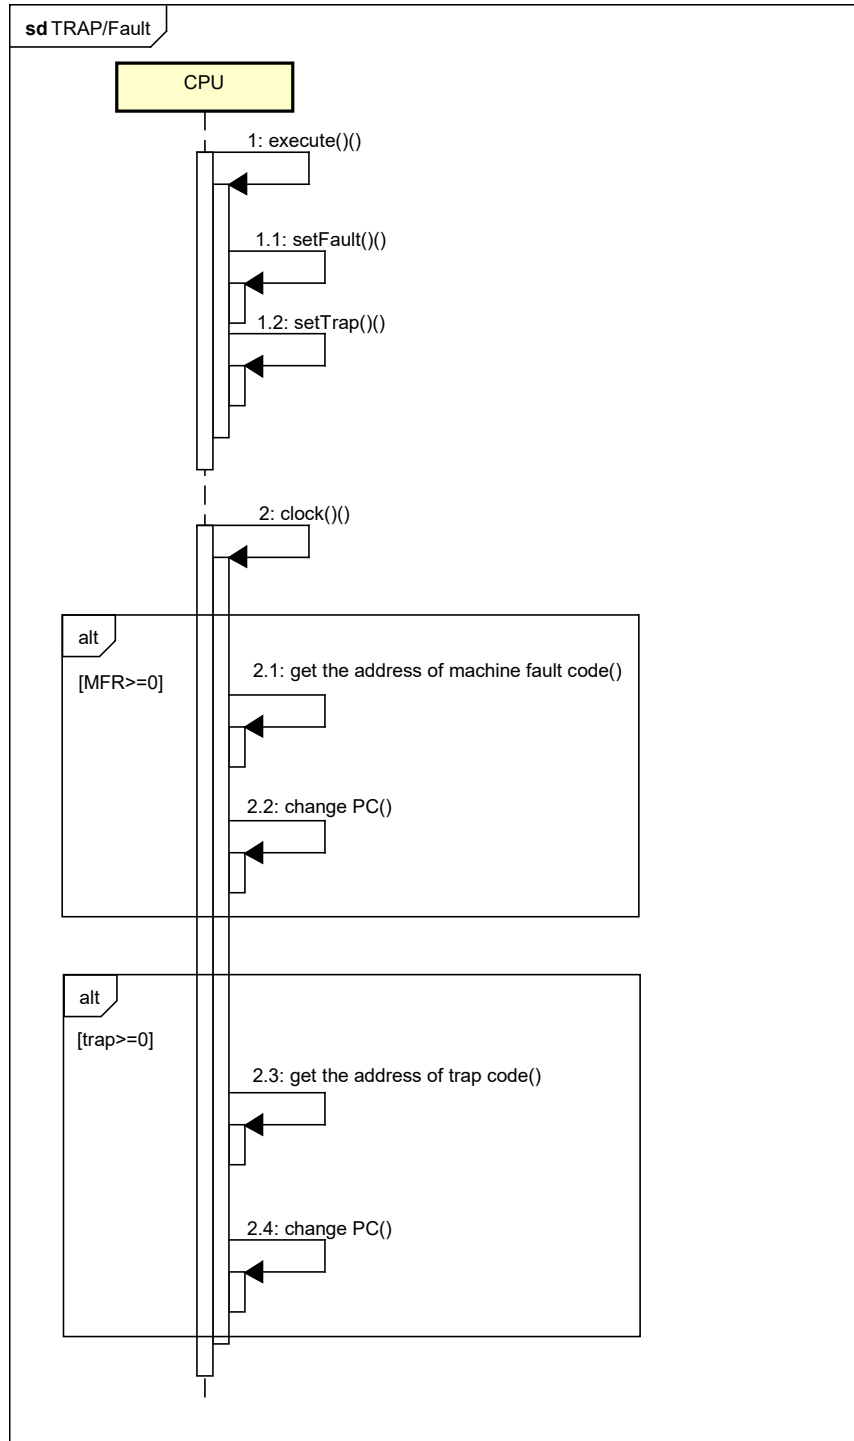 sd TRAP/Fault
CPU
1: execute()()
1.1: setFault()()
1.2: setTrap()()
2: clock()()
alt
[MFR>=0]
2.1: get the address of machine fault code()
2.2: change PC()
alt
[trap>=0]
2.3: get the address of trap code()
2.4: change PC()